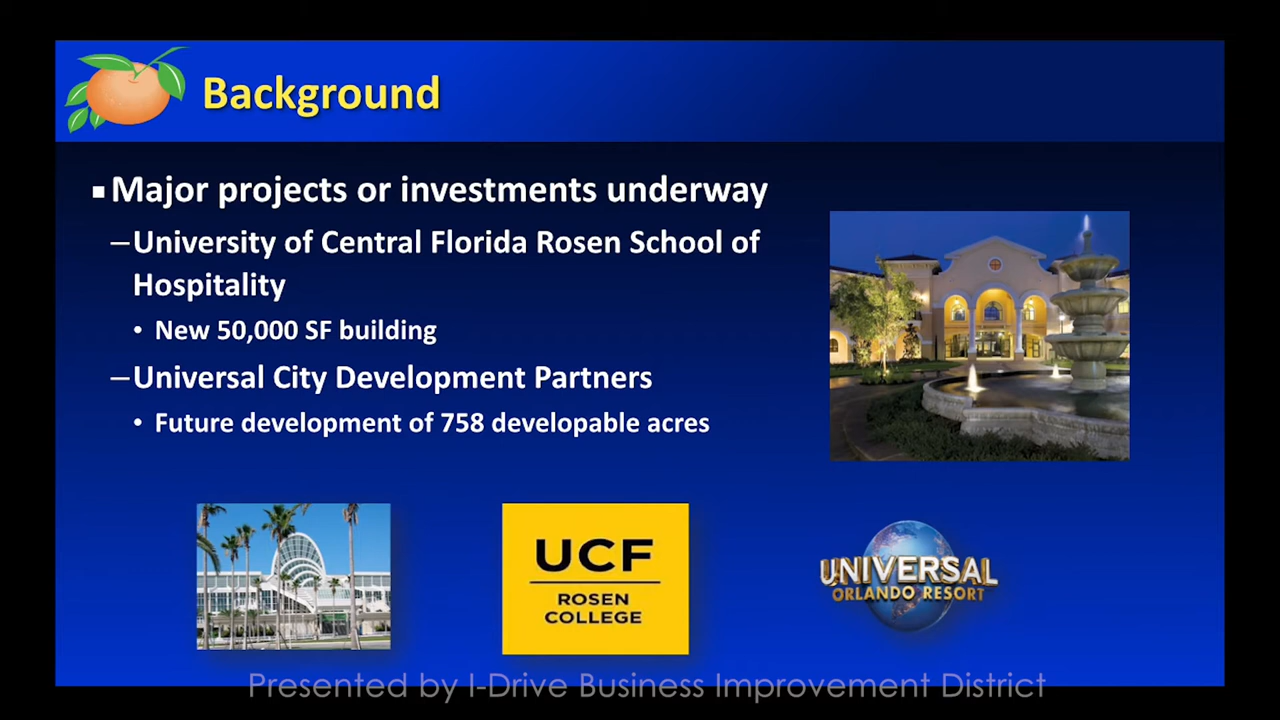 Background
▪ Major projects or investments underway
–University of Central Florida Rosen School of
Hospitality
• New 50,000 SF building
–Universal City Development Partners
• Future development of 758 developable acres
UCF
ROSEN
COLLEGE
UNIVERSAL
ORLANDO RESORT
Presented by I-Drive Business Improvement District